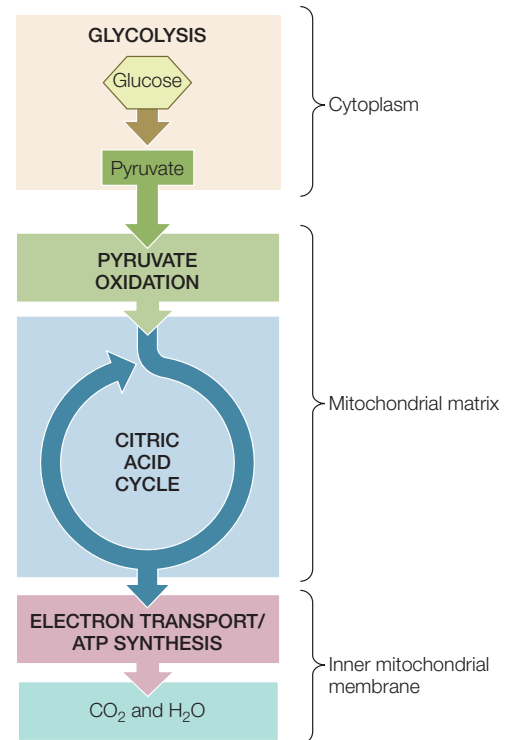 GLYCOLYSIS
Glucose
Cytoplasm
Pyruvate
PYRUVATE
OXIDATION
Mitochondrial matrix
CITRIC
ACID
CYCLE
ELECTRON TRANSPORT/
ATP SYNTHESIS
Inner mitochondrial
membrane
CO₂ and H₂O